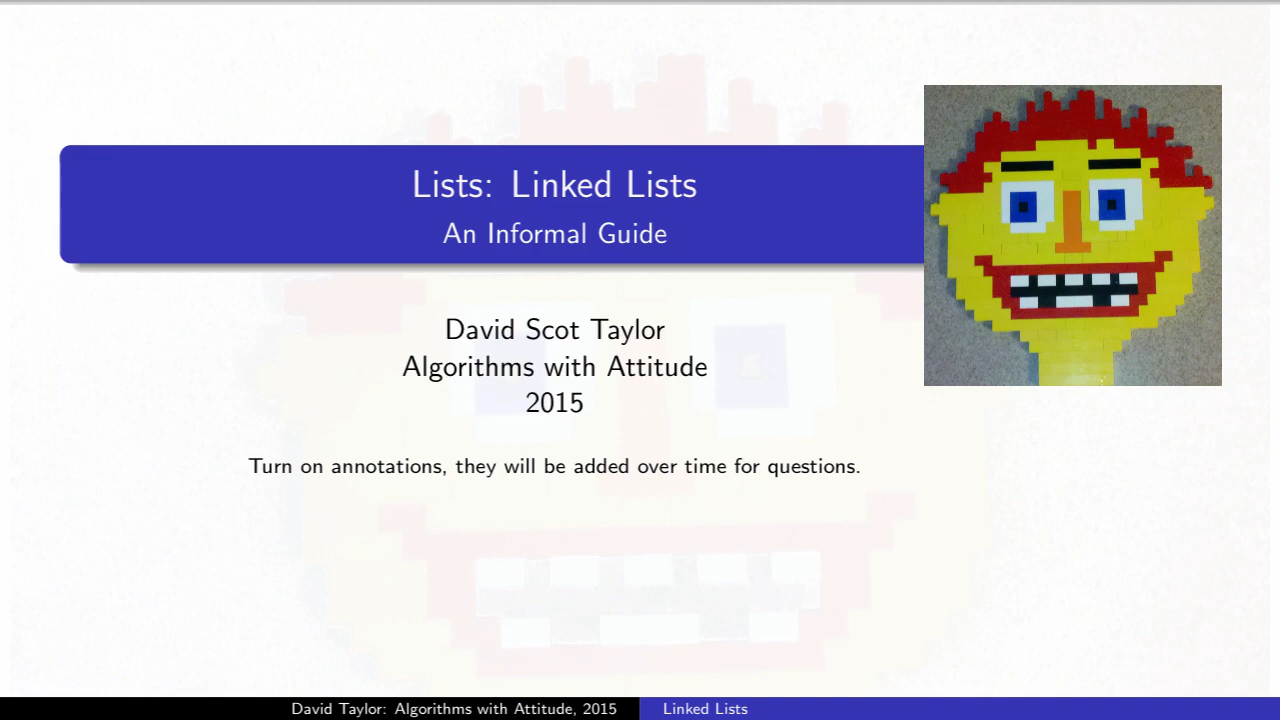 Lists: Linked Lists
An Informal Guide
David Scot Taylor
Algorithms with Attitude
2015
Turn on annotations, they will be added over time for questions.
David Taylor: Algorithms with Attitude, 2015
Linked Lists